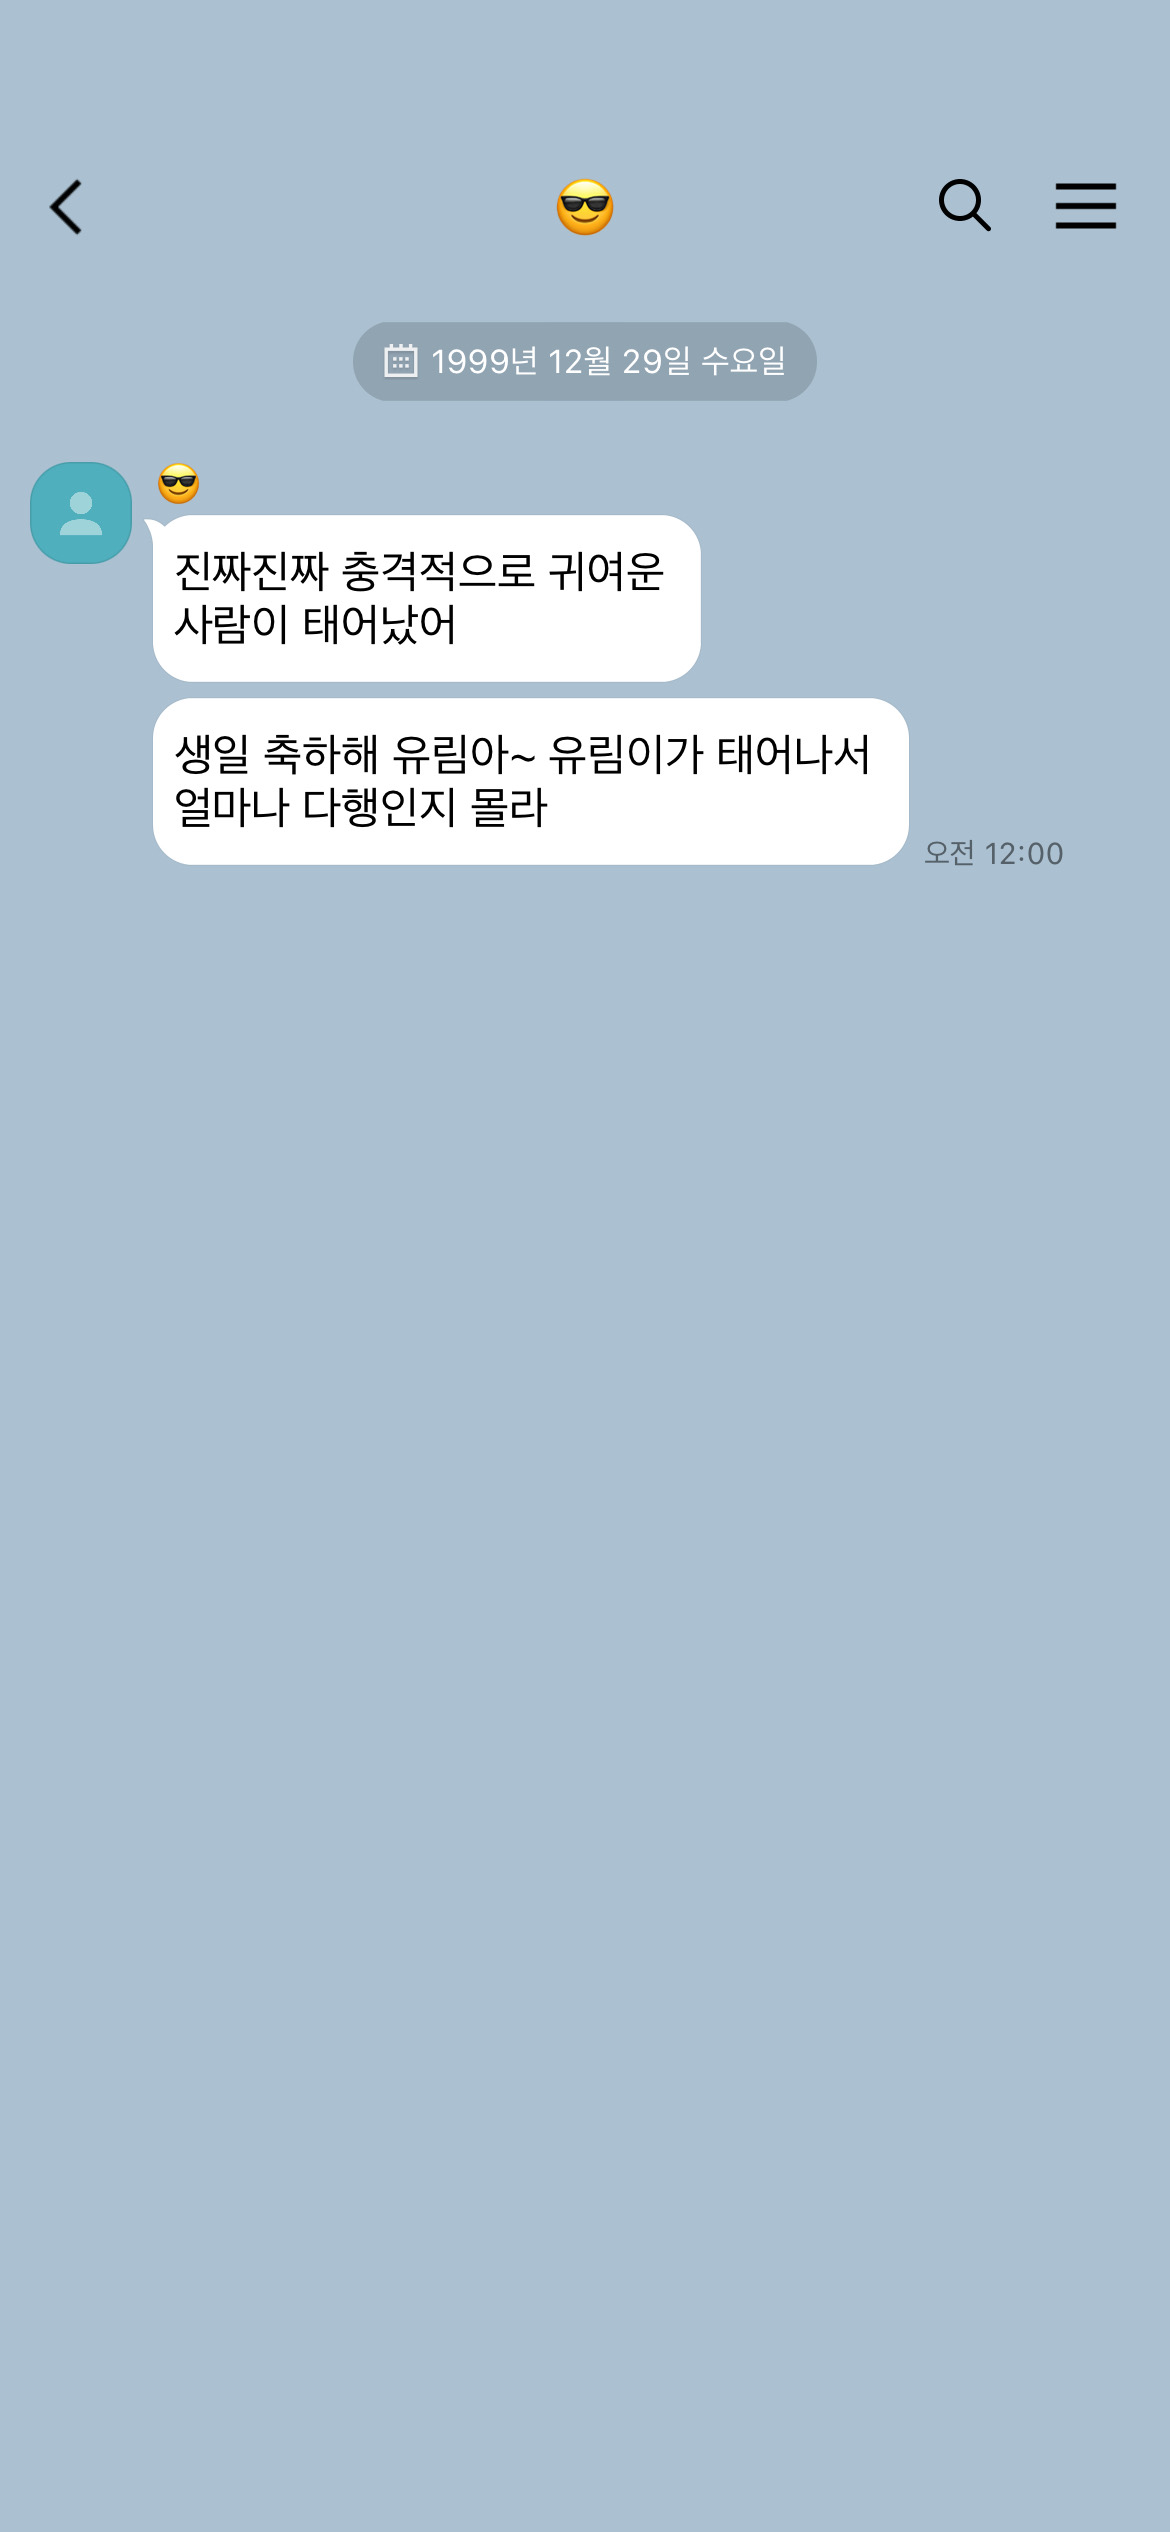 😎
1999년 12월 29일 수요일
😎
진짜진짜 충격적으로 귀여운
사람이 태어났어
생일 축하해 유림아~ 유림이가 태어나서
얼마나 다행인지 몰라
오전 12:00